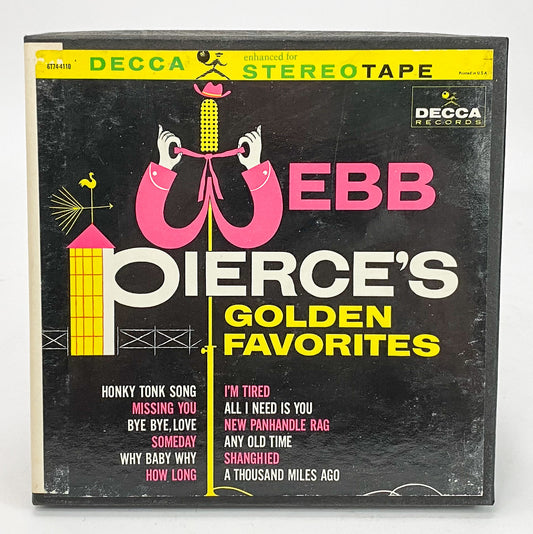 6T74-4110
DECCA enhanced for STEREOTAPE
Printed in U.S.A.
DECCA
RECORDS
WEBB
PIERCE'S
GOLDEN
FAVORITES
HONKY TONK SONG
MISSING YOU
BYE BYE, LOVE
SOMEDAY
WHY BABY WHY
HOW LONG
I'M TIRED
ALL I NEED IS YOU
NEW PANHANDLE RAG
ANY OLD TIME
SHANGHIED
A THOUSAND MILES AGO